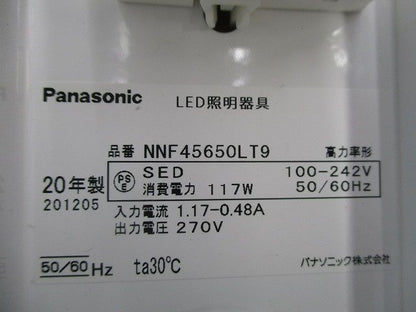 Panasonic LED照明器具
品番 NNF45650LT9 高力率形
20年製 PSE SED 100-242V
201205 消費電力 117W 50/60Hz
入力電流 1.17-0.48A
出力電圧 270V
50/60 Hz ta30℃ パナソニック株式会社